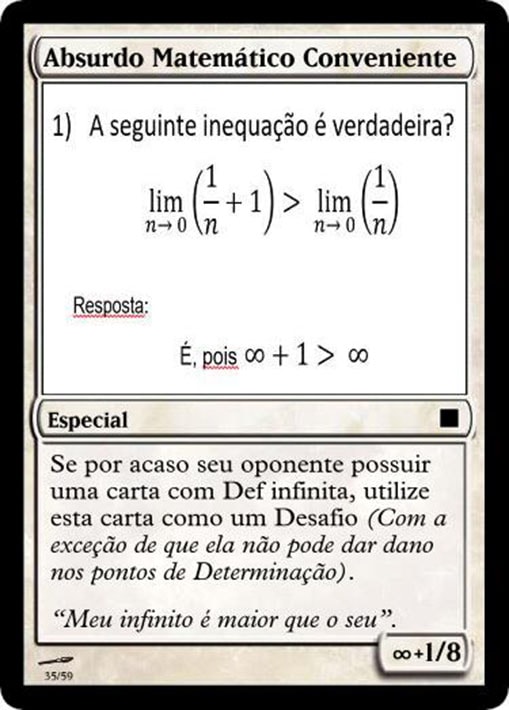 Absurdo Matemático Conveniente
1) A seguinte inequação é verdadeira?
lim n→0 (1/n + 1) > lim n→0 (1/n)
Resposta:
É, pois ∞ + 1 > ∞
Especial
Se por acaso seu oponente possuir
uma carta com Def infinita, utilize
esta carta como um Desafio (Com a
exceção de que ela não pode dar dano
nos pontos de Determinação).
“Meu infinito é maior que o seu”.
∞+1/8
35/59